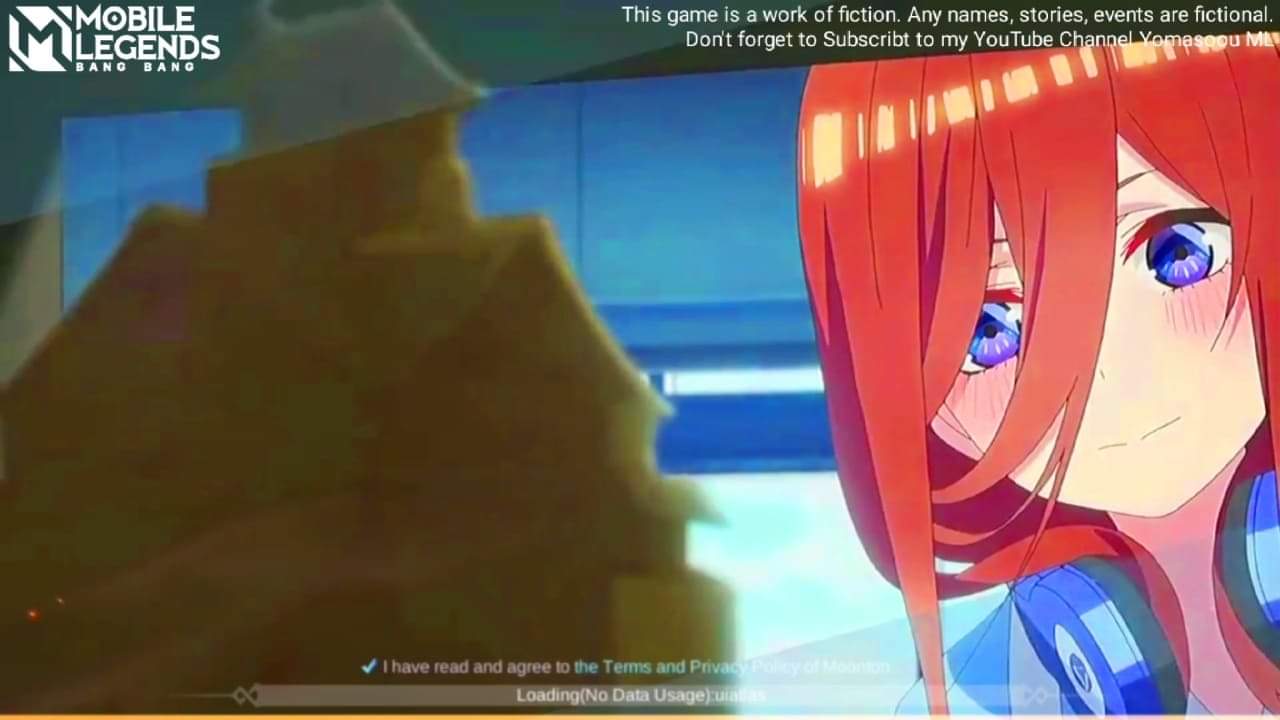 MOBILE
LEGENDS
BANG BANG
This game is a work of fiction. Any names, stories, events are fictional.
Don't forget to Subscribt to my YouTube Channel Yomasoou ML
I have read and agree to the Terms and Privacy Policy of Moonton
Loading(No Data Usage):uiatlas